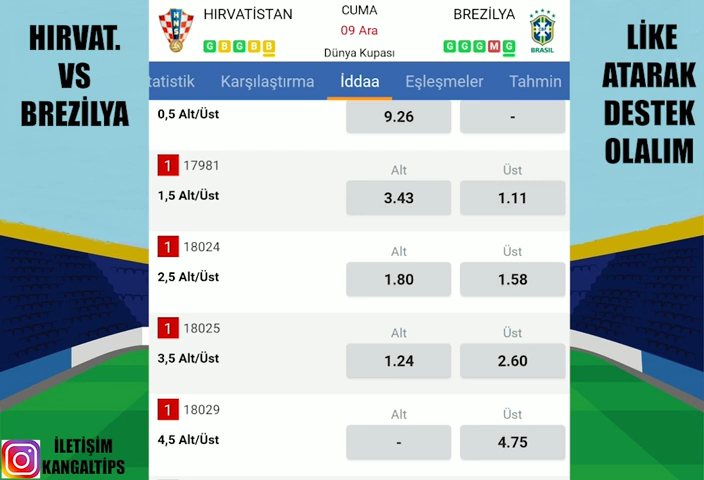 HIRVAT.
VS
BREZİLYA
HIRVATİSTAN
G B G B B
CUMA
09 Ara
Dünya Kupası
BREZİLYA
G G G M G
BRASIL
LİKE
ATARAK
DESTEK
OLALIM
tatistik Karşılaştırma İddaa Eşleşmeler Tahmin
0,5 Alt/Üst 9.26 -
1 17981 Alt Üst
1,5 Alt/Üst 3.43 1.11
1 18024 Alt Üst
2,5 Alt/Üst 1.80 1.58
1 18025 Alt Üst
3,5 Alt/Üst 1.24 2.60
1 18029 Alt Üst
4,5 Alt/Üst - 4.75
İLETİŞİM
KANGALTİPS